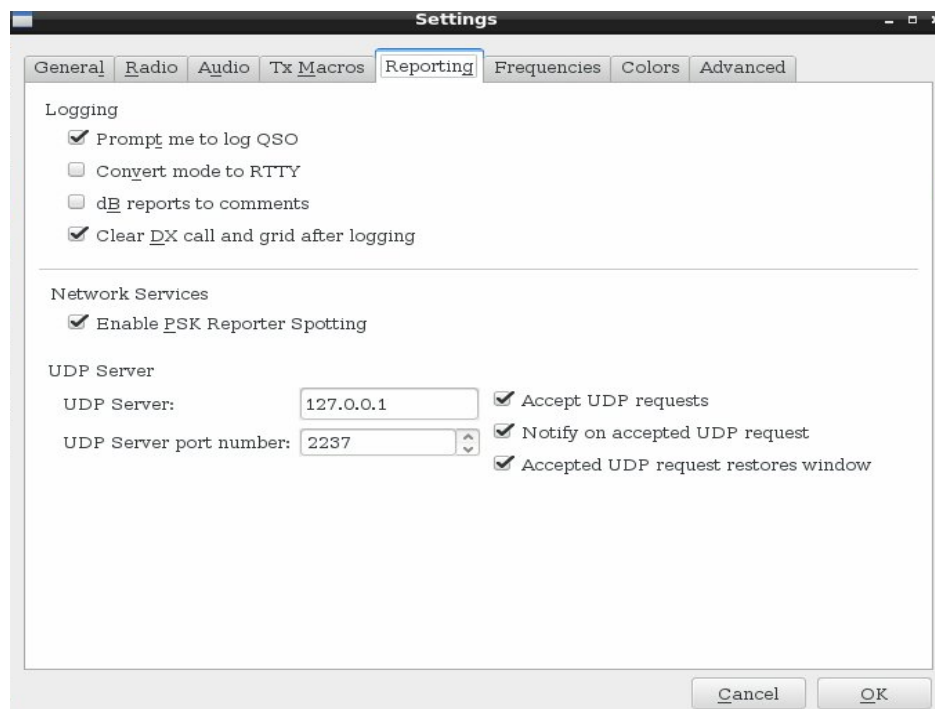 Settings
General Radio Audio Tx Macros Reporting Frequencies Colors Advanced
Logging
Prompt me to log QSO
Convert mode to RTTY
dB reports to comments
Clear DX call and grid after logging
Network Services
Enable PSK Reporter Spotting
UDP Server
UDP Server: 127.0.0.1
Accept UDP requests
UDP Server port number: 2237
Notify on accepted UDP request
Accepted UDP request restores window
Cancel OK